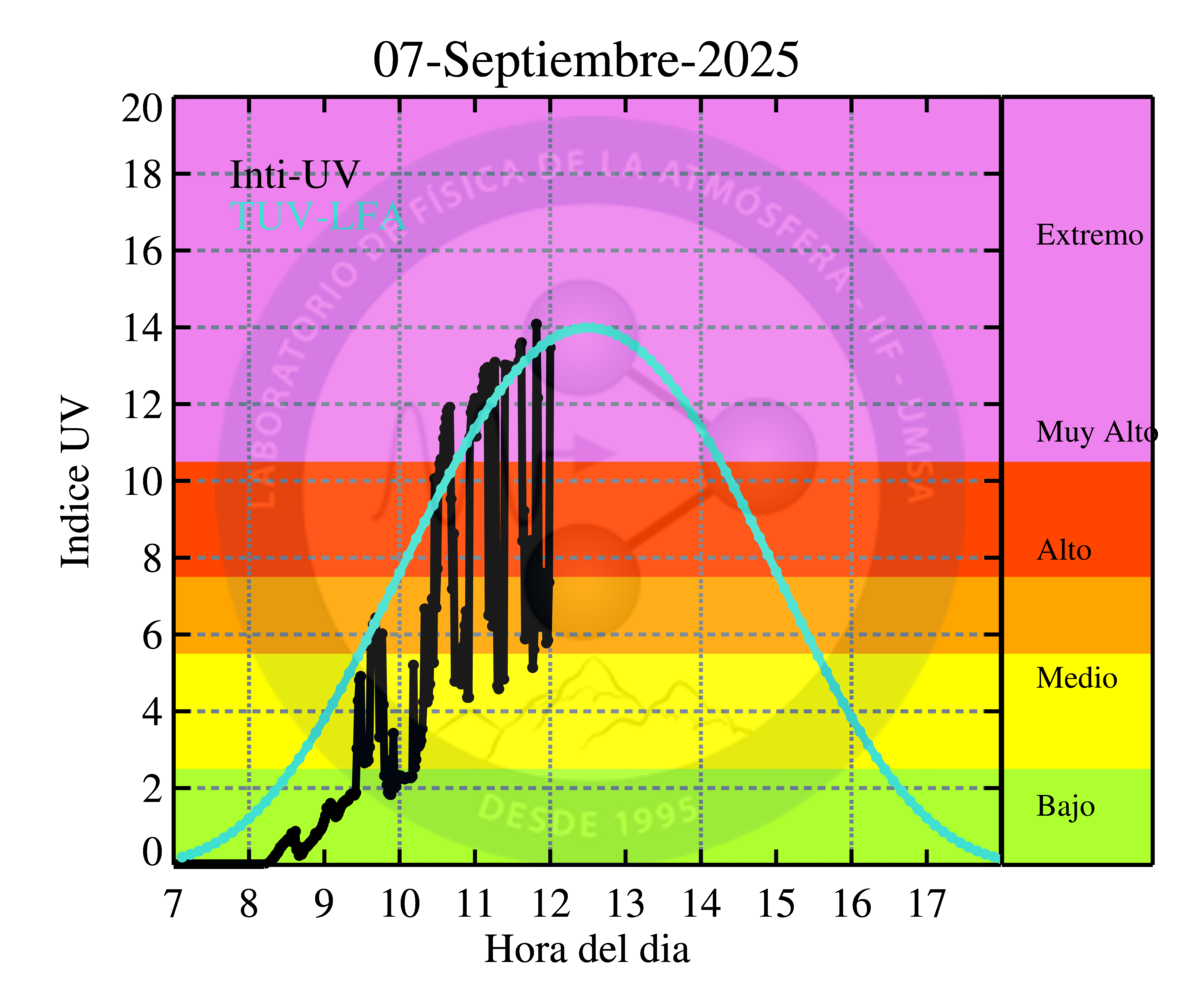 07-Septiembre-2025
20
18
16
14
12
10
8
6
4
2
0
Indice UV
Inti-UV
TUV-LFA
LABORATORIO DE FÍSICA DE LA ATMÓSFERA - IIF - UMSA
DESDE 1995
Extremo
Muy Alto
Alto
Medio
Bajo
7 8 9 10 11 12 13 14 15 16 17
Hora del dia